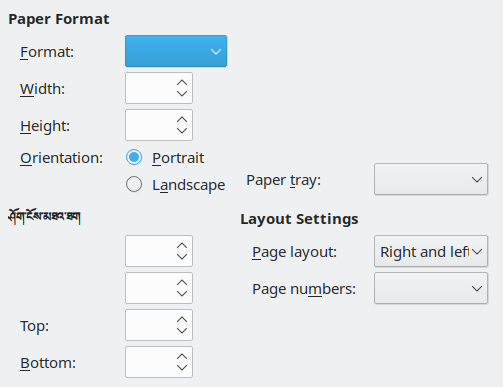 Paper Format
Format:
Width:
Height:
Orientation:
Portrait
Landscape
Paper tray:
ཤོག་ངོས་མཐའ་ཐག
Layout Settings
Page layout:
Right and left
Page numbers:
Top:
Bottom: